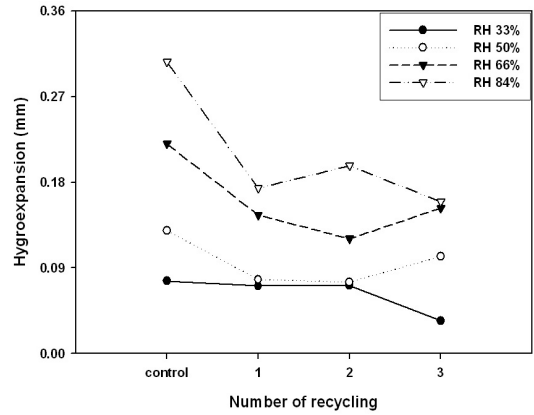 0.36
0.27
0.18
0.09
0.00
Hygroexpansion (mm)
RH 33%
RH 50%
RH 66%
RH 84%
control 1 2 3
Number of recycling